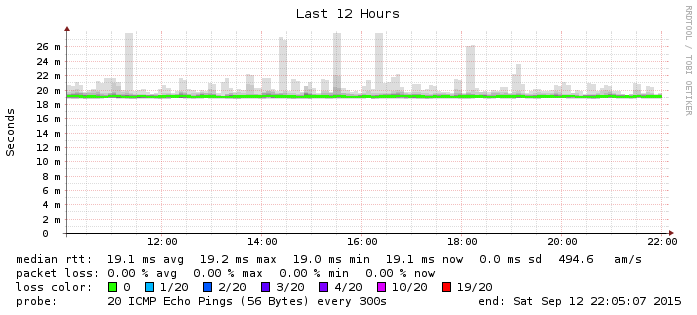 Last 12 Hours
RRDTOOL / TOBI OETIKER
Seconds
26 m
24 m
22 m
20 m
18 m
16 m
14 m
12 m
10 m
8 m
6 m
4 m
2 m
0
12:00 14:00 16:00 18:00 20:00 22:00
median rtt: 19.1 ms avg 19.2 ms max 19.0 ms min 19.1 ms now 0.0 ms sd 494.6 am/s
packet loss: 0.00 % avg 0.00 % max 0.00 % min 0.00 % now
loss color: 0 1/20 2/20 3/20 4/20 10/20 19/20
probe: 20 ICMP Echo Pings (56 Bytes) every 300s end: Sat Sep 12 22:05:07 2015